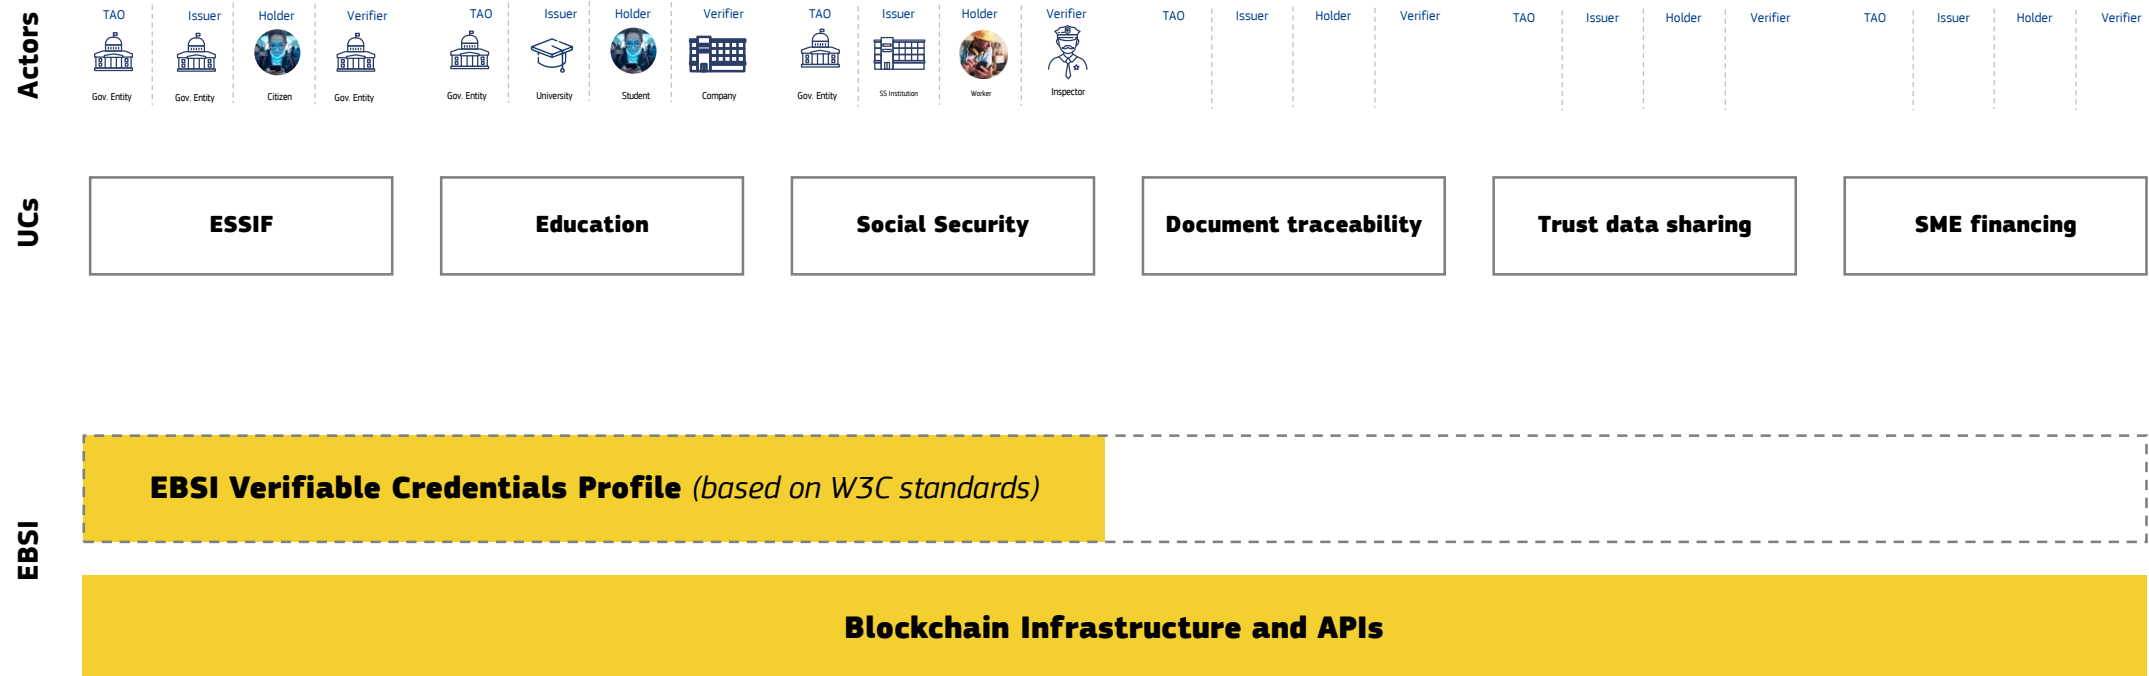 Actors
TAO Issuer Holder Verifier TAO Issuer Holder Verifier TAO Issuer Holder Verifier TAO Issuer Holder Verifier TAO Issuer Holder Verifier TAO Issuer Holder Verifier
Gov. Entity Gov. Entity Citizen Gov. Entity Gov. Entity University Student Company Gov. Entity SS Institution Worker Inspector
UCs
ESSIF Education Social Security Document traceability Trust data sharing SME financing
EBSI
EBSI Verifiable Credentials Profile (based on W3C standards)
Blockchain Infrastructure and APIs